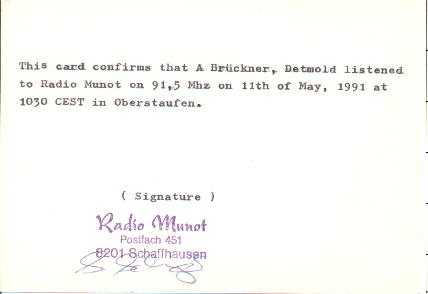 This card confirms that A Brückner, Detmold listened
to Radio Munot on 91,5 Mhz on 11th of May, 1991 at
1030 CEST in Oberstaufen.
( Signature )
Radio Munot
Postfach 451
8201 Schaffhausen